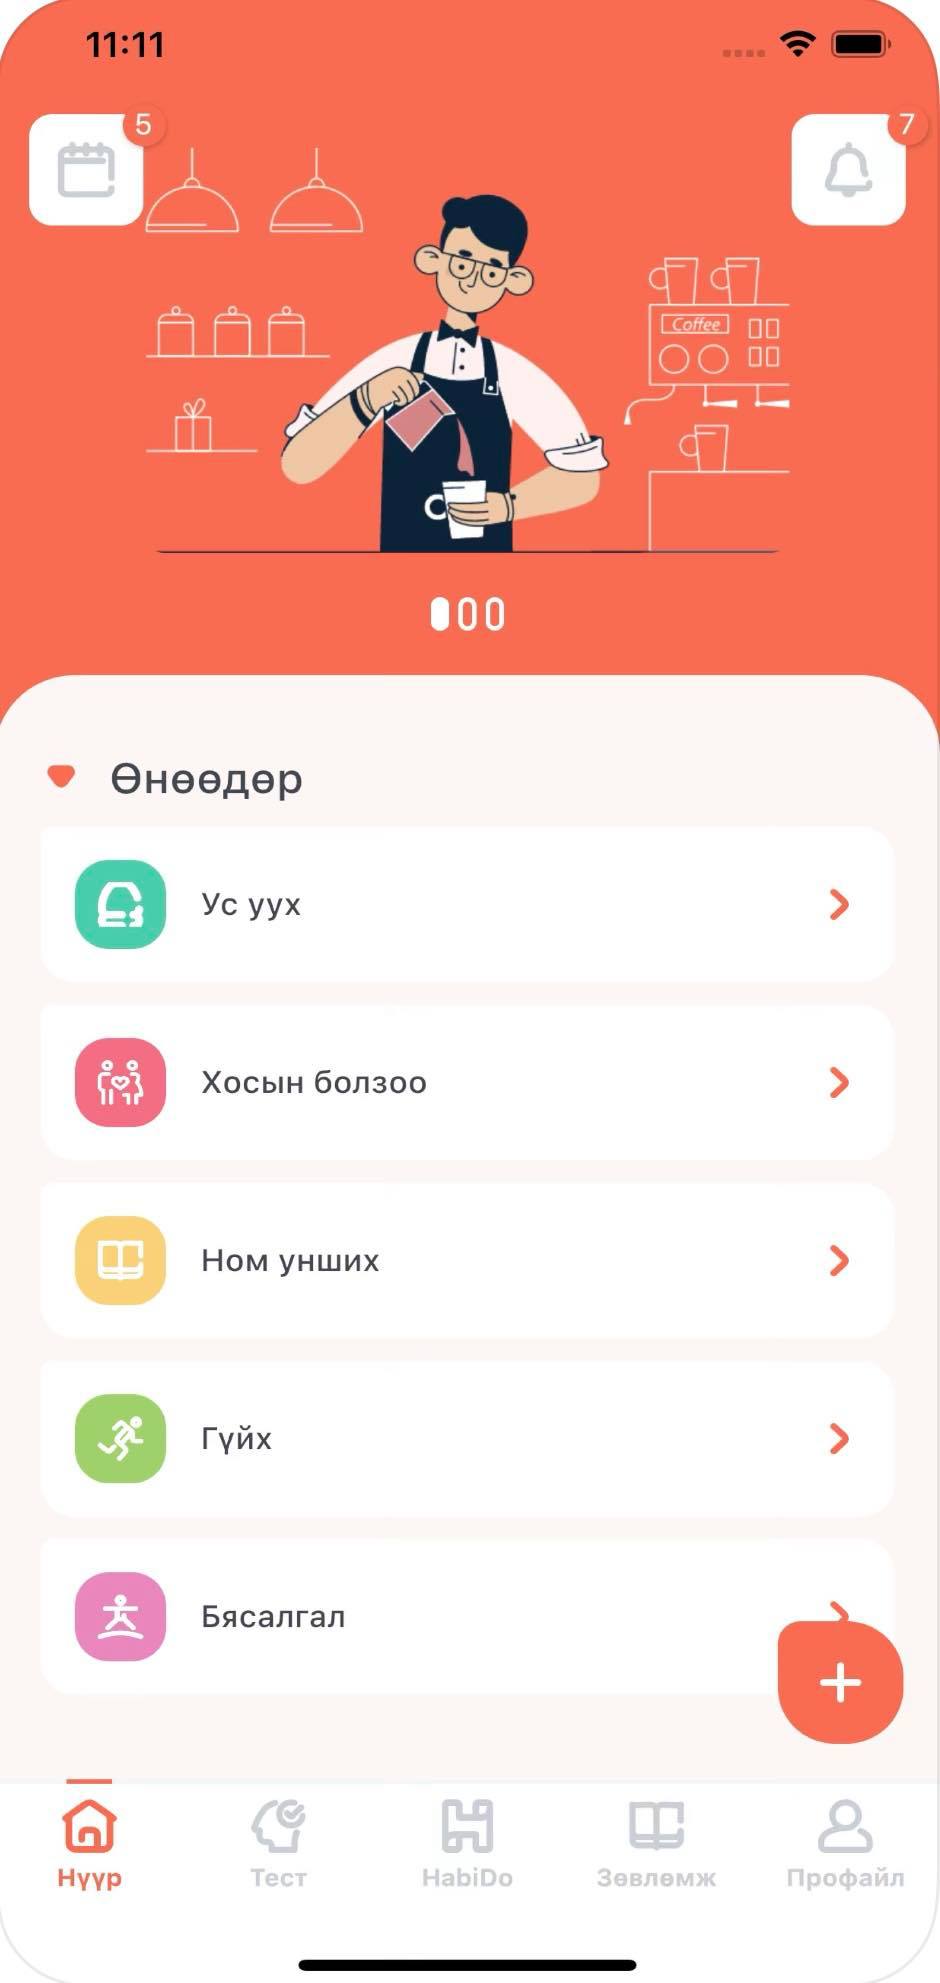 11:11
5
7
Coffee
Өнөөдөр
Ус уух
Хосын болзоо
Ном унших
Гүйх
Бясалгал
Нүүр
Тест
HabiDo
Зөвлөмж
Профайл